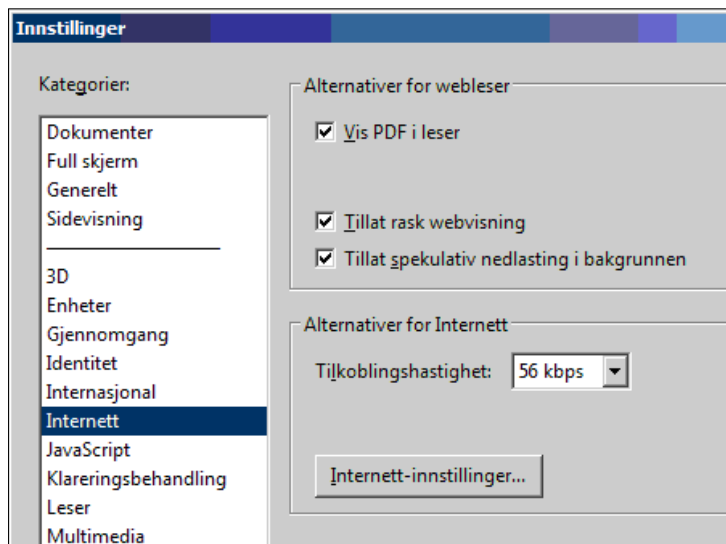 Innstillinger
Kategorier:
Dokumenter
Full skjerm
Generelt
Sidevisning
3D
Enheter
Gjennomgang
Identitet
Internasjonal
Internett
JavaScript
Klareringsbehandling
Leser
Multimedia
Alternativer for webleser
Vis PDF i leser
Tillat rask webvisning
Tillat spekulativ nedlasting i bakgrunnen
Alternativer for Internett
Tilkoblingshastighet: 56 kbps
Internett-innstillinger...